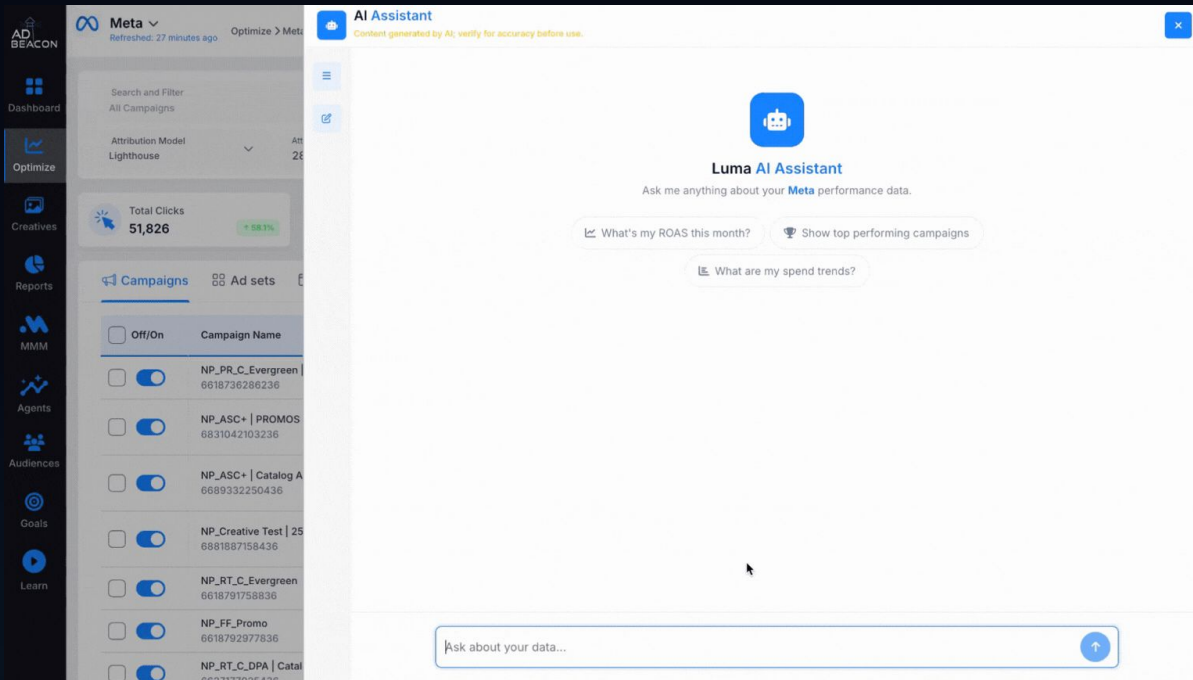 AD
BEACON
Dashboard
Optimize
Creatives
Reports
MMM
Agents
Audiences
Goals
Learn
Meta
Refreshed: 27 minutes ago
Optimize > Meta
Search and Filter
All Campaigns
Attribution Model
Lighthouse
Att
28
Total Clicks
51,826
↑ 58.1%
Campaigns
Ad sets
Off/On
Campaign Name
NP_PR_C_Evergreen |
6618736286236
NP_ASC+ | PROMOS
6831042103236
NP_ASC+ | Catalog A
6689332250436
NP_Creative Test | 25
6881887158436
NP_RT_C_Evergreen
6618791758836
NP_FF_Promo
6618792977836
NP_RT_C_DPA | Catal
AI Assistant
Content generated by AI; verify for accuracy before use.
Luma AI Assistant
Ask me anything about your Meta performance data.
What's my ROAS this month?
Show top performing campaigns
What are my spend trends?
Ask about your data...